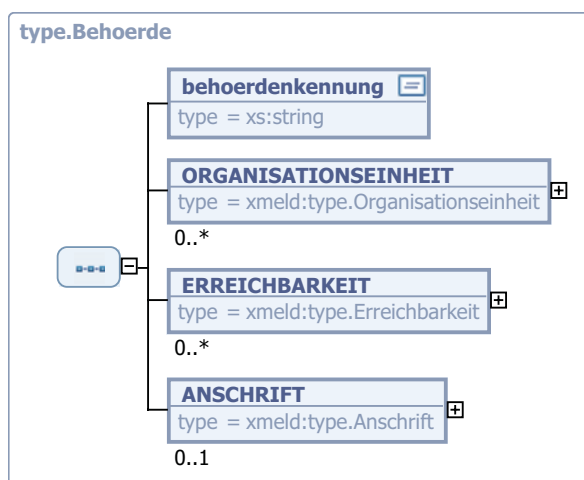 type.Behoerde
behoerdenkennung
type = xs:string
ORGANISATIONSEINHEIT
type = xmeld:type.Organisationseinheit
0..*
ERREICHBARKEIT
type = xmeld:type.Erreichbarkeit
0..*
ANSCHRIFT
type = xmeld:type.Anschrift
0..1